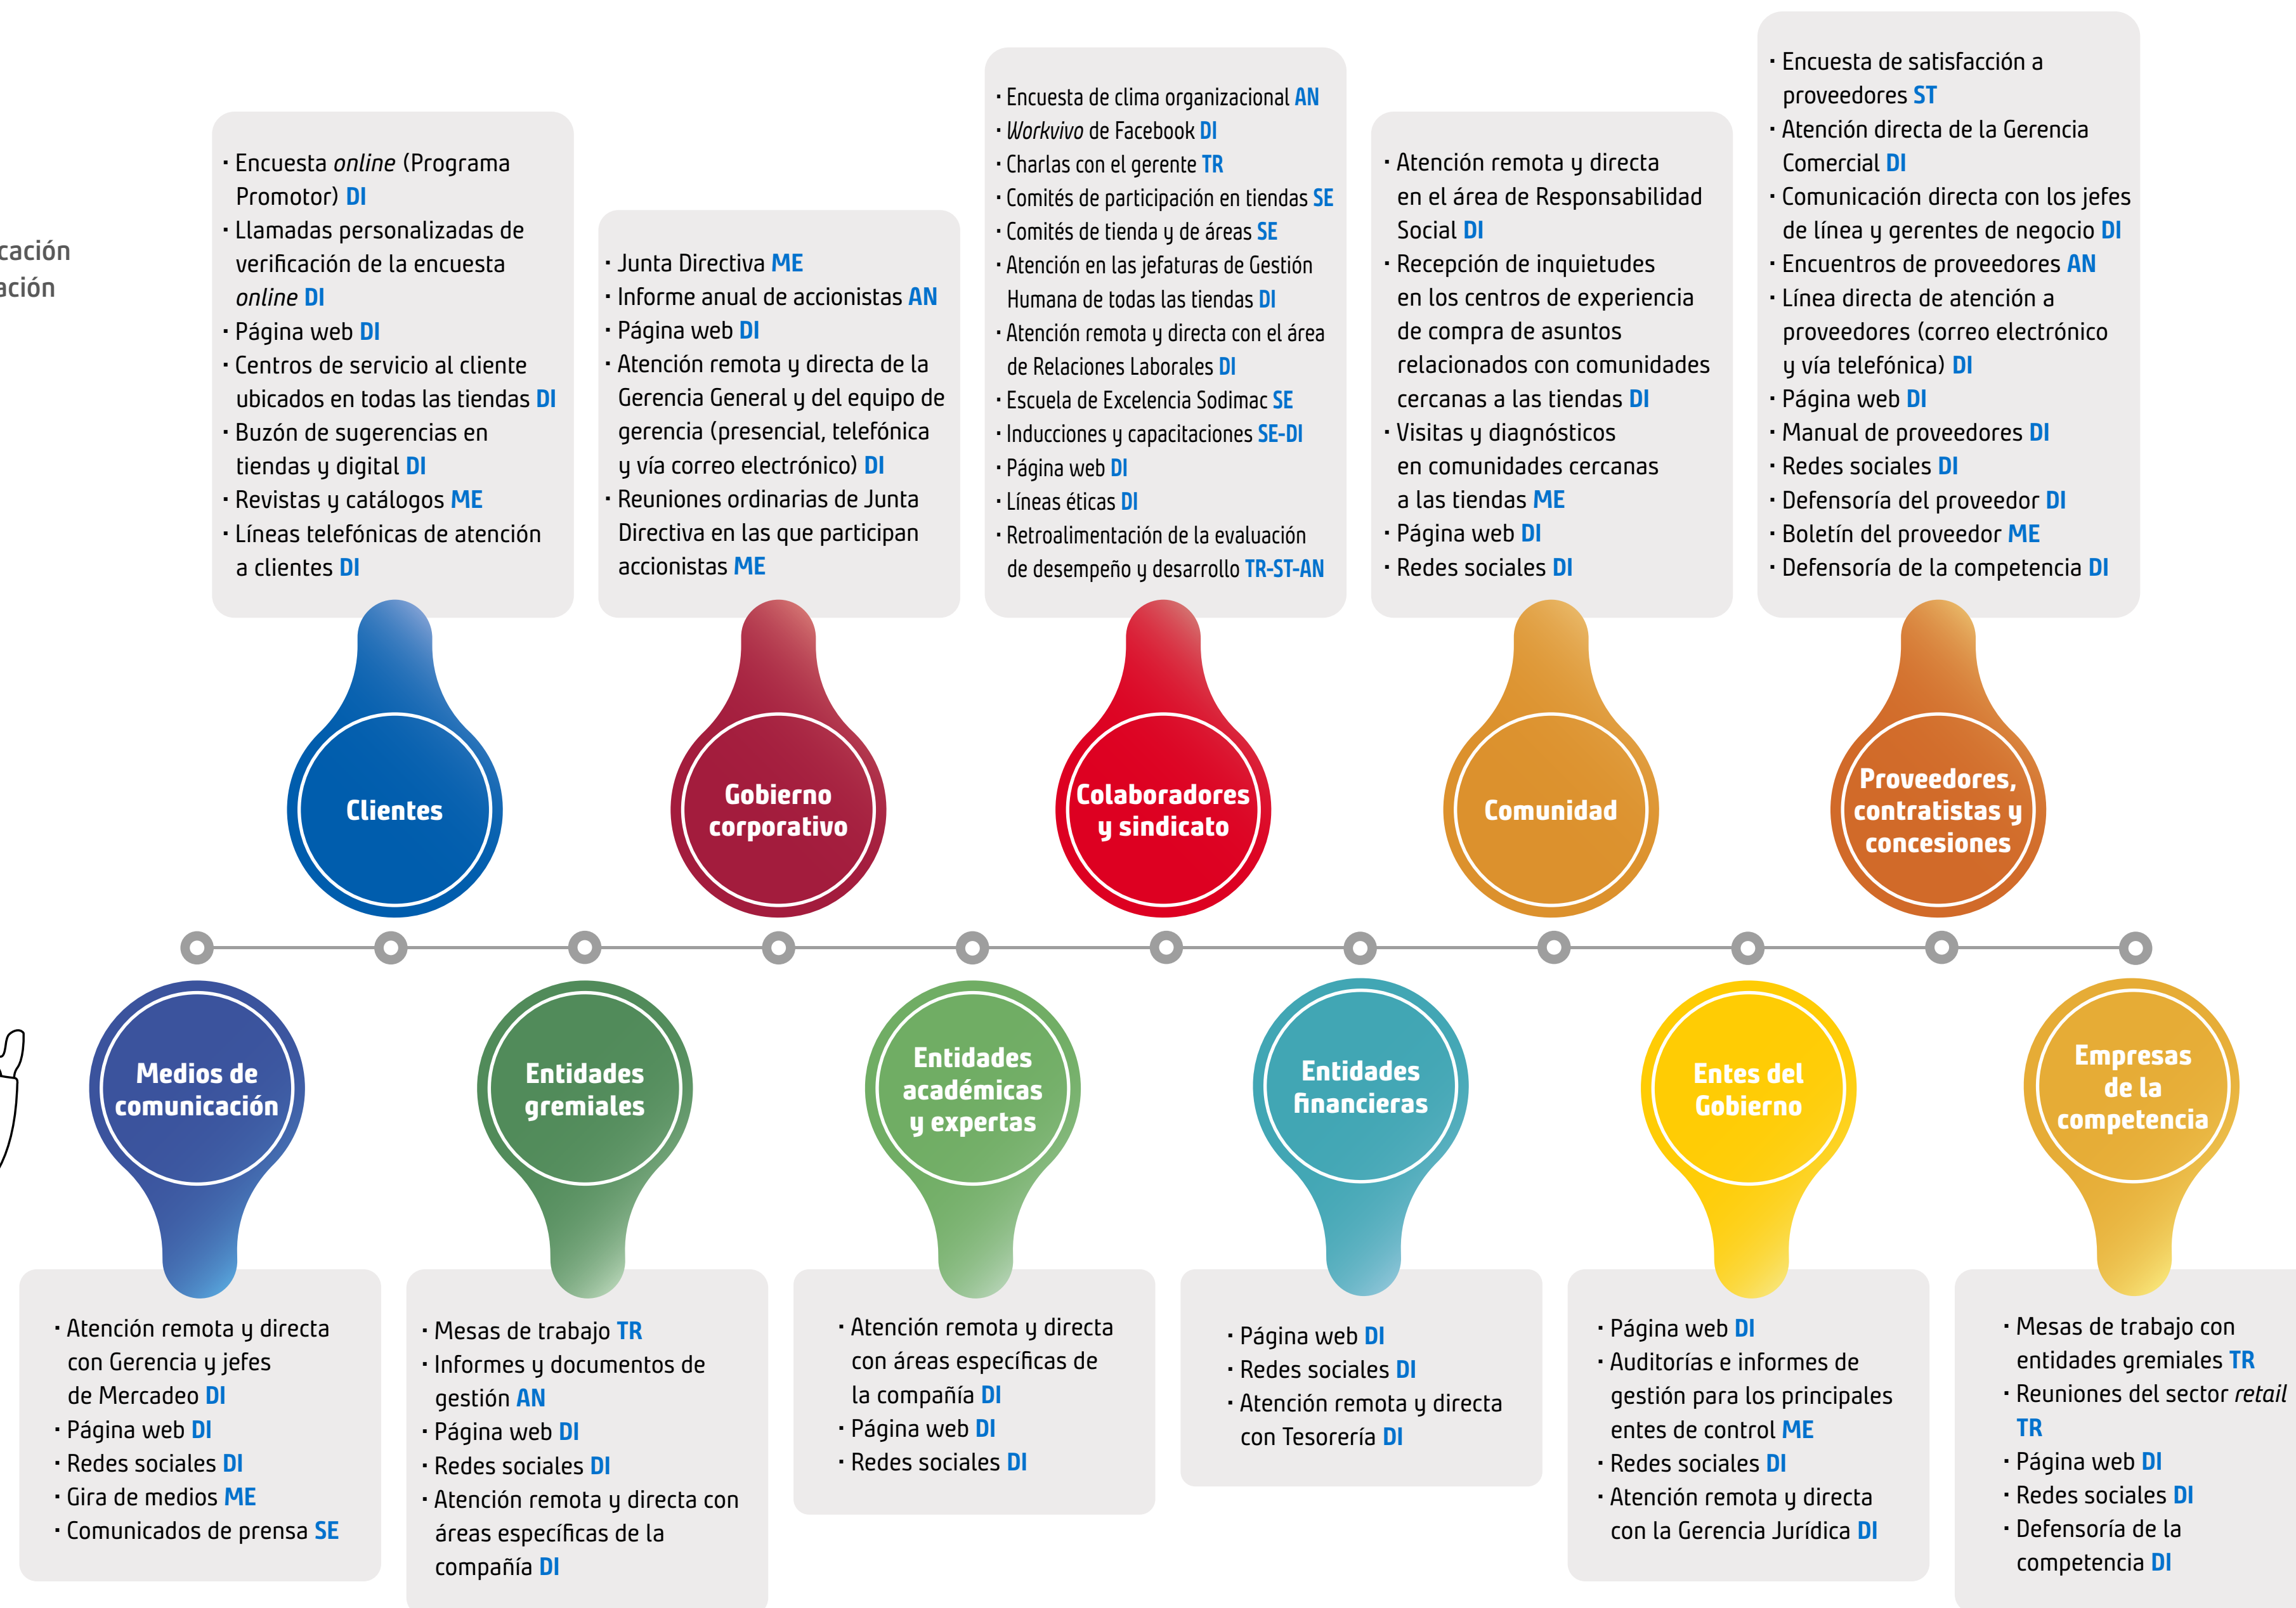 cación
ación
· Encuesta online (Programa
Promotor) DI
· Llamadas personalizadas de
verificación de la encuesta
online DI
· Página web DI
· Centros de servicio al cliente
ubicados en todas las tiendas DI
· Buzón de sugerencias en
tiendas y digital DI
· Revistas y catálogos ME
· Líneas telefónicas de atención
a clientes DI
Clientes
· Junta Directiva ME
· Informe anual de accionistas AN
· Página web DI
· Atención remota y directa de la
Gerencia General y del equipo de
gerencia (presencial, telefónica
y vía correo electrónico) DI
· Reuniones ordinarias de Junta
Directiva en las que participan
accionistas ME
Gobierno
corporativo
· Encuesta de clima organizacional AN
· Workvivo de Facebook DI
· Charlas con el gerente TR
· Comités de participación en tiendas SE
· Comités de tienda y de áreas SE
· Atención en las jefaturas de Gestión
Humana de todas las tiendas DI
· Atención remota y directa con el área
de Relaciones Laborales DI
· Escuela de Excelencia Sodimac SE
· Inducciones y capacitaciones SE-DI
· Página web DI
· Líneas éticas DI
· Retroalimentación de la evaluación
de desempeño y desarrollo TR-ST-AN
Colaboradores
y sindicato
· Atención remota y directa
en el área de Responsabilidad
Social DI
· Recepción de inquietudes
en los centros de experiencia
de compra de asuntos
relacionados con comunidades
cercanas a las tiendas DI
· Visitas y diagnósticos
en comunidades cercanas
a las tiendas ME
· Página web DI
· Redes sociales DI
Comunidad
· Encuesta de satisfacción a
proveedores ST
· Atención directa de la Gerencia
Comercial DI
· Comunicación directa con los jefes
de línea y gerentes de negocio DI
· Encuentros de proveedores AN
· Línea directa de atención a
proveedores (correo electrónico
y vía telefónica) DI
· Página web DI
· Manual de proveedores DI
· Redes sociales DI
· Defensoría del proveedor DI
· Boletín del proveedor ME
· Defensoría de la competencia DI
Proveedores,
contratistas y
concesiones
Medios de
comunicación
· Atención remota y directa
con Gerencia y jefes
de Mercadeo DI
· Página web DI
· Redes sociales DI
· Gira de medios ME
· Comunicados de prensa SE
Entidades
gremiales
· Mesas de trabajo TR
· Informes y documentos de
gestión AN
· Página web DI
· Redes sociales DI
· Atención remota y directa con
áreas específicas de la
compañía DI
Entidades
académicas
y expertas
· Atención remota y directa
con áreas específicas de
la compañía DI
· Página web DI
· Redes sociales DI
Entidades
financieras
· Página web DI
· Redes sociales DI
· Atención remota y directa
con Tesorería DI
Entes del
Gobierno
· Página web DI
· Auditorías e informes de
gestión para los principales
entes de control ME
· Redes sociales DI
· Atención remota y directa
con la Gerencia Jurídica DI
Empresas
de la
competencia
· Mesas de trabajo con
entidades gremiales TR
· Reuniones del sector retail
TR
· Página web DI
· Redes sociales DI
· Defensoría de la
competencia DI